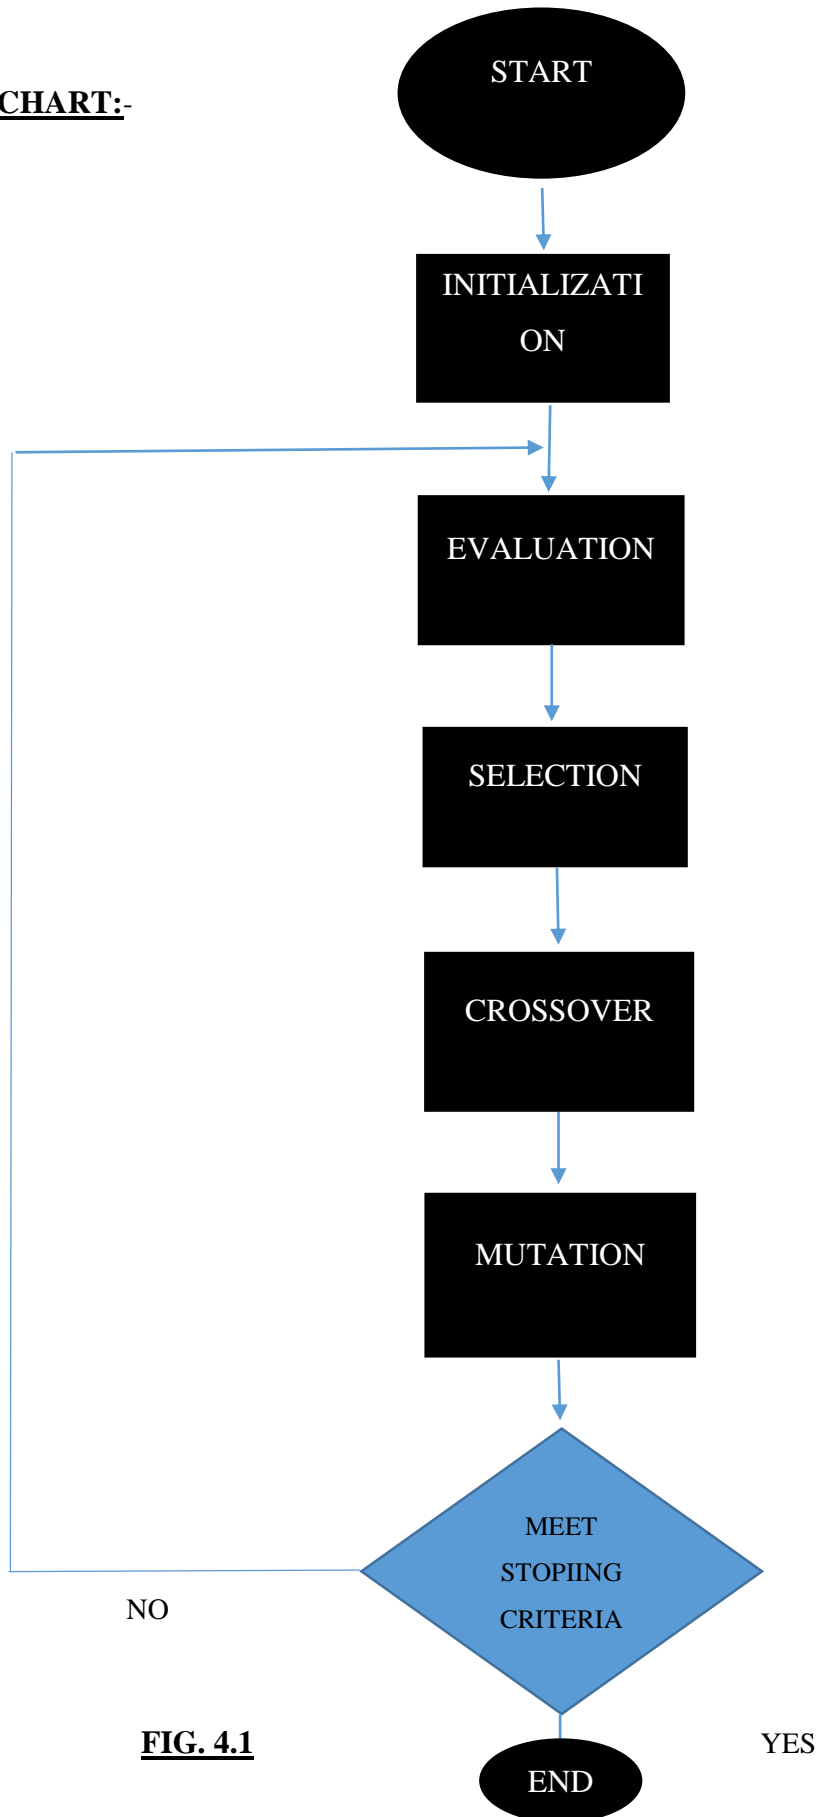 START
CHART:-
INITIALIZATI
ON
EVALUATION
SELECTION
CROSSOVER
MUTATION
MEET
STOPIING
CRITERIA
NO
FIG. 4.1
YES
END